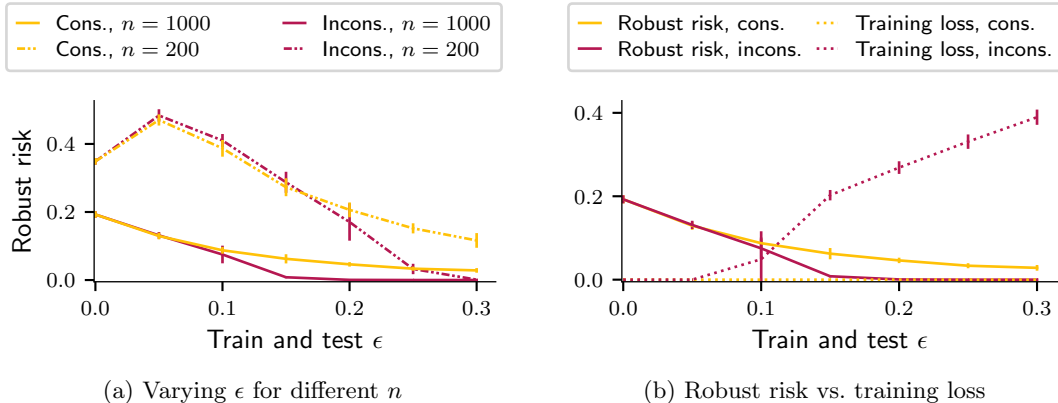 Cons., n = 1000
Incons., n = 1000
Cons., n = 200
Incons., n = 200
Robust risk
0.4
0.2
0.0
0.0 0.1 0.2 0.3
Train and test ϵ
(a) Varying ϵ for different n
Robust risk, cons.
Training loss, cons.
Robust risk, incons.
Training loss, incons.
0.4
0.2
0.0
0.0 0.1 0.2 0.3
Train and test ϵ
(b) Robust risk vs. training loss